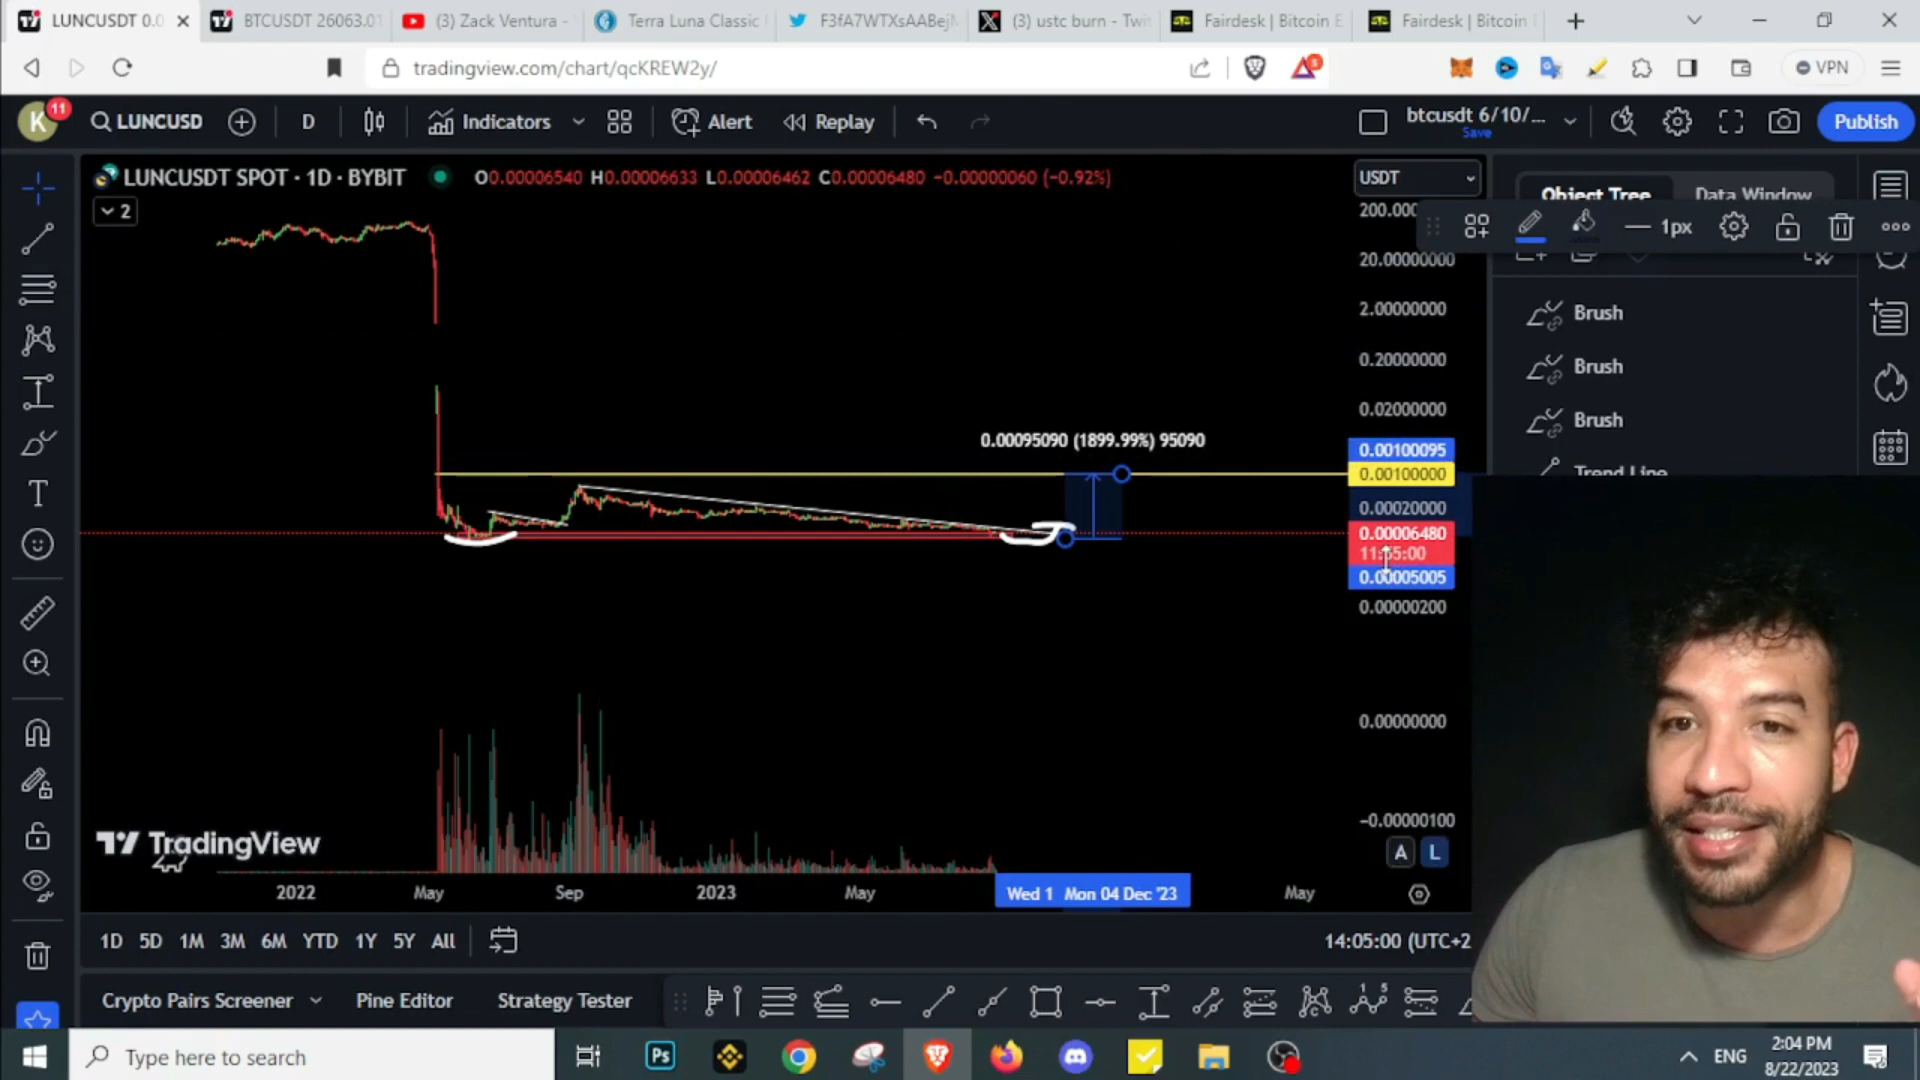 LUNCUSDT 0.0
BTCUSDT 26063.01
(3) Zack Ventura -
Terra Luna Classic
F3fA7WTXsAABejM
(3) ustc burn - Twit
Fairdesk | Bitcoin E
Fairdesk | Bitcoin
tradingview.com/chart/qcKREW2y/
5
VPN
K
11
LUNCUSD
D
Indicators
Alert
Replay
btcusdt 6/10/...
Save
Publish
LUNCUSDT SPOT · 1D · BYBIT
O0.00006540 H0.00006633 L0.00006462 C0.00006480 −0.00000060 (−0.92%)
2
USDT
Object Tree
Data Window
1px
200.000
20.00000000
2.00000000
0.20000000
0.02000000
0.00100095
0.00100000
0.00020000
0.00006480
0.00005005
0.00000200
0.00000000
−0.00000100
Brush
Brush
Brush
Trend Line
0.00095090 (1899.99%) 95090
TradingView
A
L
2022
May
Sep
2023
May
Wed 1
Mon 04 Dec '23
May
1D
5D
1M
3M
6M
YTD
1Y
5Y
All
14:05:00 (UTC+2
Crypto Pairs Screener
Pine Editor
Strategy Tester
Type here to search
Ps
ENG
2:04 PM
8/22/2023